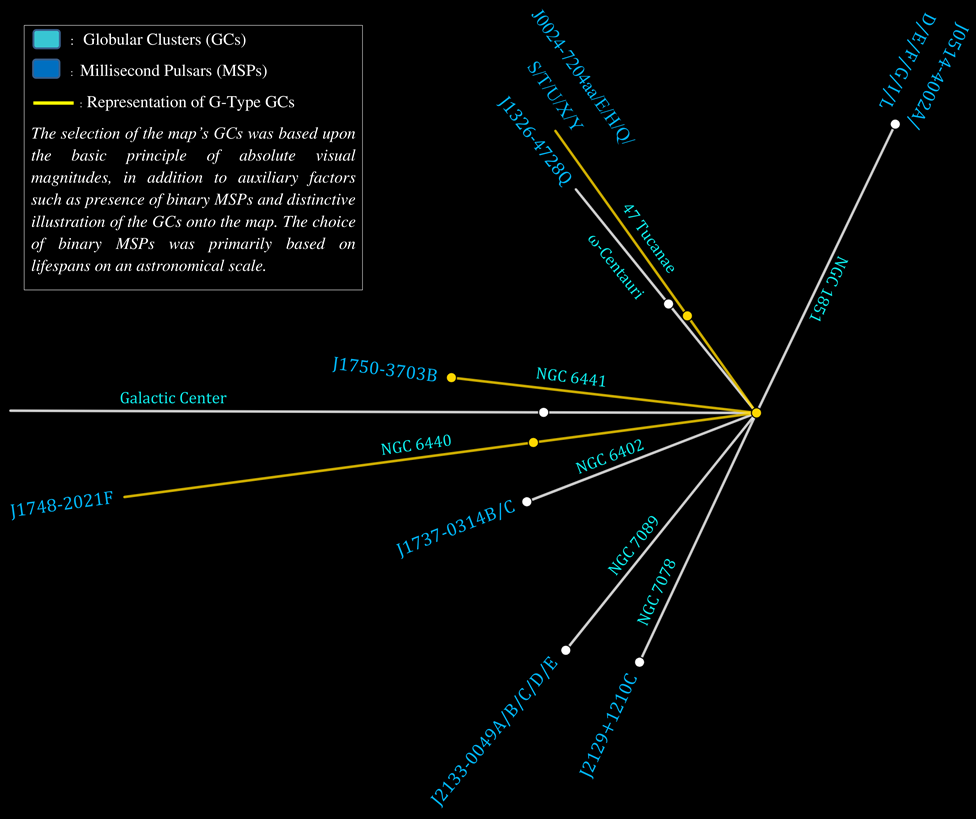 : Globular Clusters (GCs)
: Millisecond Pulsars (MSPs)
: Representation of G-Type GCs
The selection of the map's GCs was based upon
the basic principle of absolute visual
magnitudes, in addition to auxiliary factors
such as presence of binary MSPs and distinctive
illustration of the GCs onto the map. The choice
of binary MSPs was primarily based on
lifespans on an astronomical scale.
J0024-7204aa/E/H/Q/
S/T/U/X/Y
J1326-4728Q
47 Tucanae
ω-Centauri
J0514-4002A/
D/E/F/G/I/L
NGC 1851
J1750-3703B
NGC 6441
Galactic Center
NGC 6440
J1748-2021F
NGC 6402
J1737-0314B/C
NGC 7089
J2133-0049A/B/C/D/E
NGC 7078
J2129+1210C